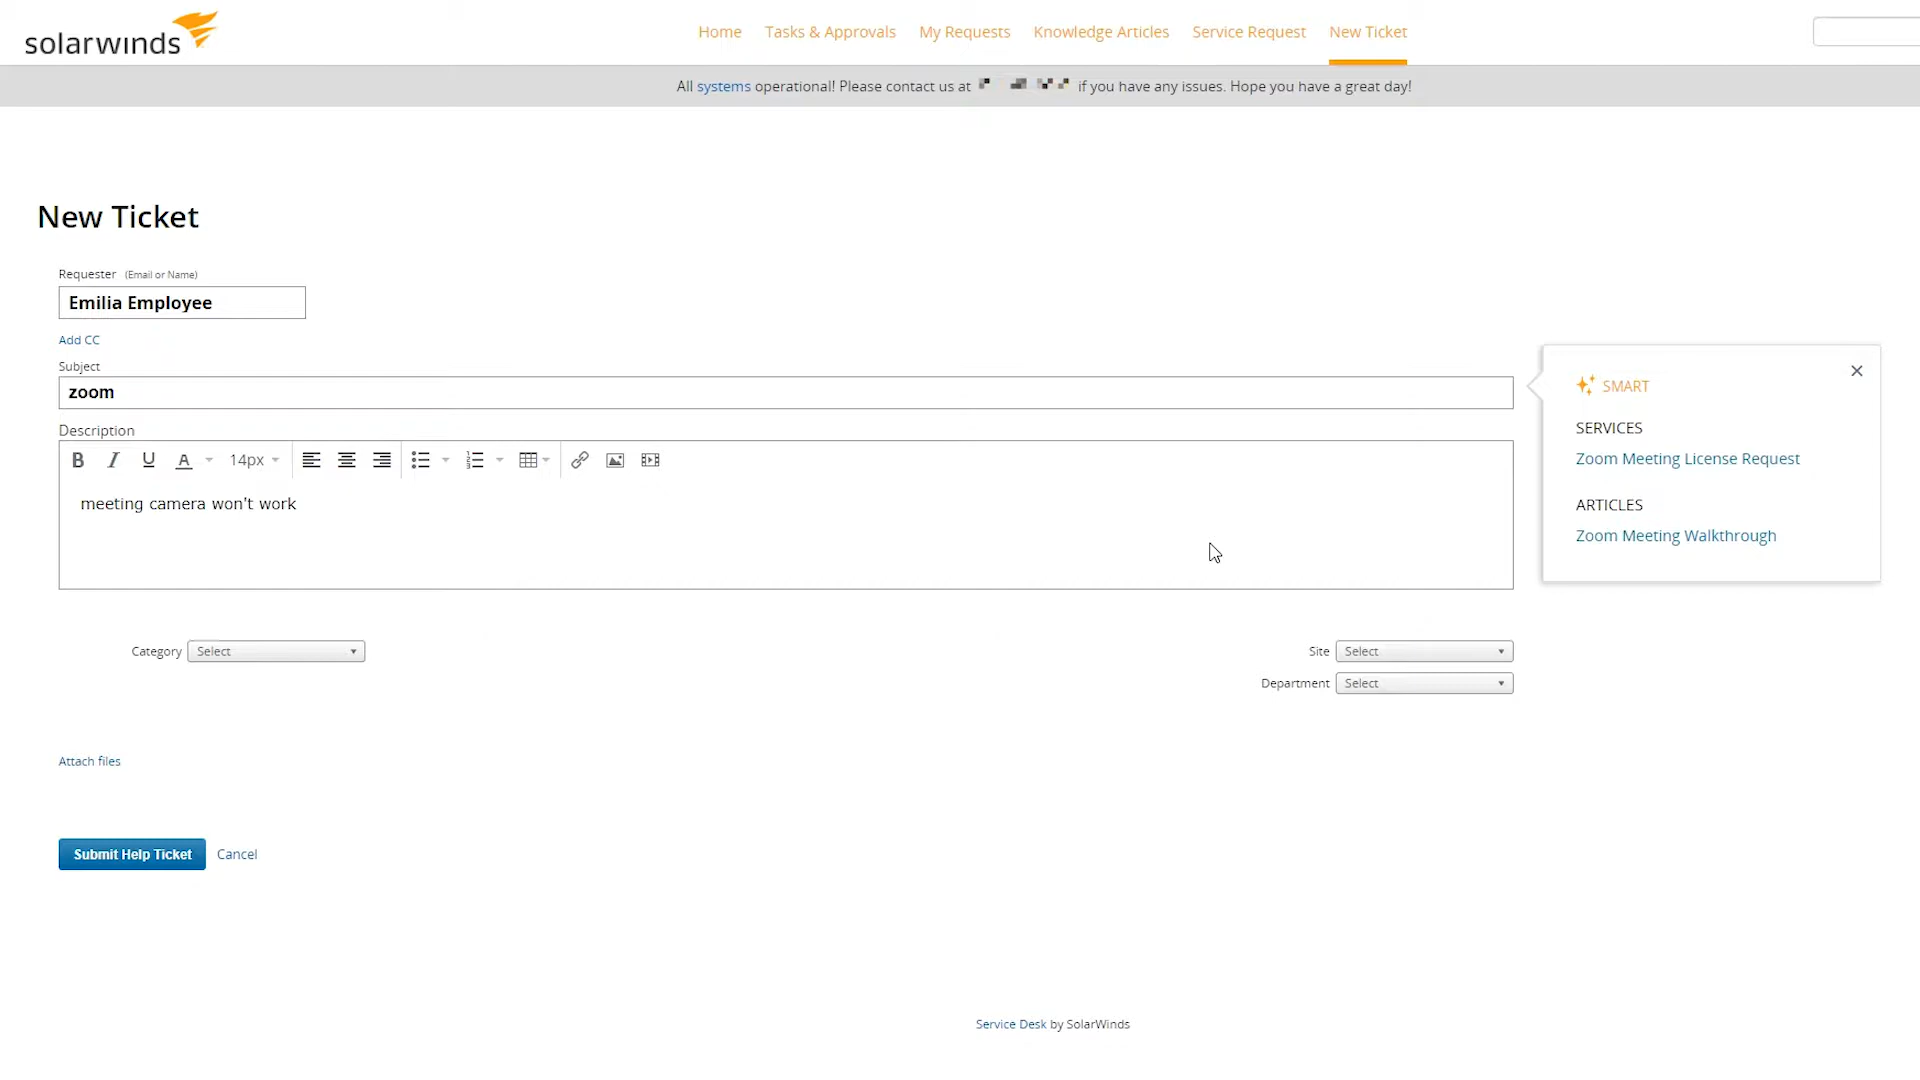 solarwinds
Home Tasks & Approvals My Requests Knowledge Articles Service Request New Ticket
All systems operational! Please contact us at if you have any issues. Hope you have a great day!
New Ticket
Requester (Email or Name)
Emilia Employee
Add CC
Subject
zoom
Description
B I U A 14px
meeting camera won't work
SMART
SERVICES
Zoom Meeting License Request
ARTICLES
Zoom Meeting Walkthrough
Category Select
Site Select
Department Select
Attach files
Submit Help Ticket Cancel
Service Desk by SolarWinds